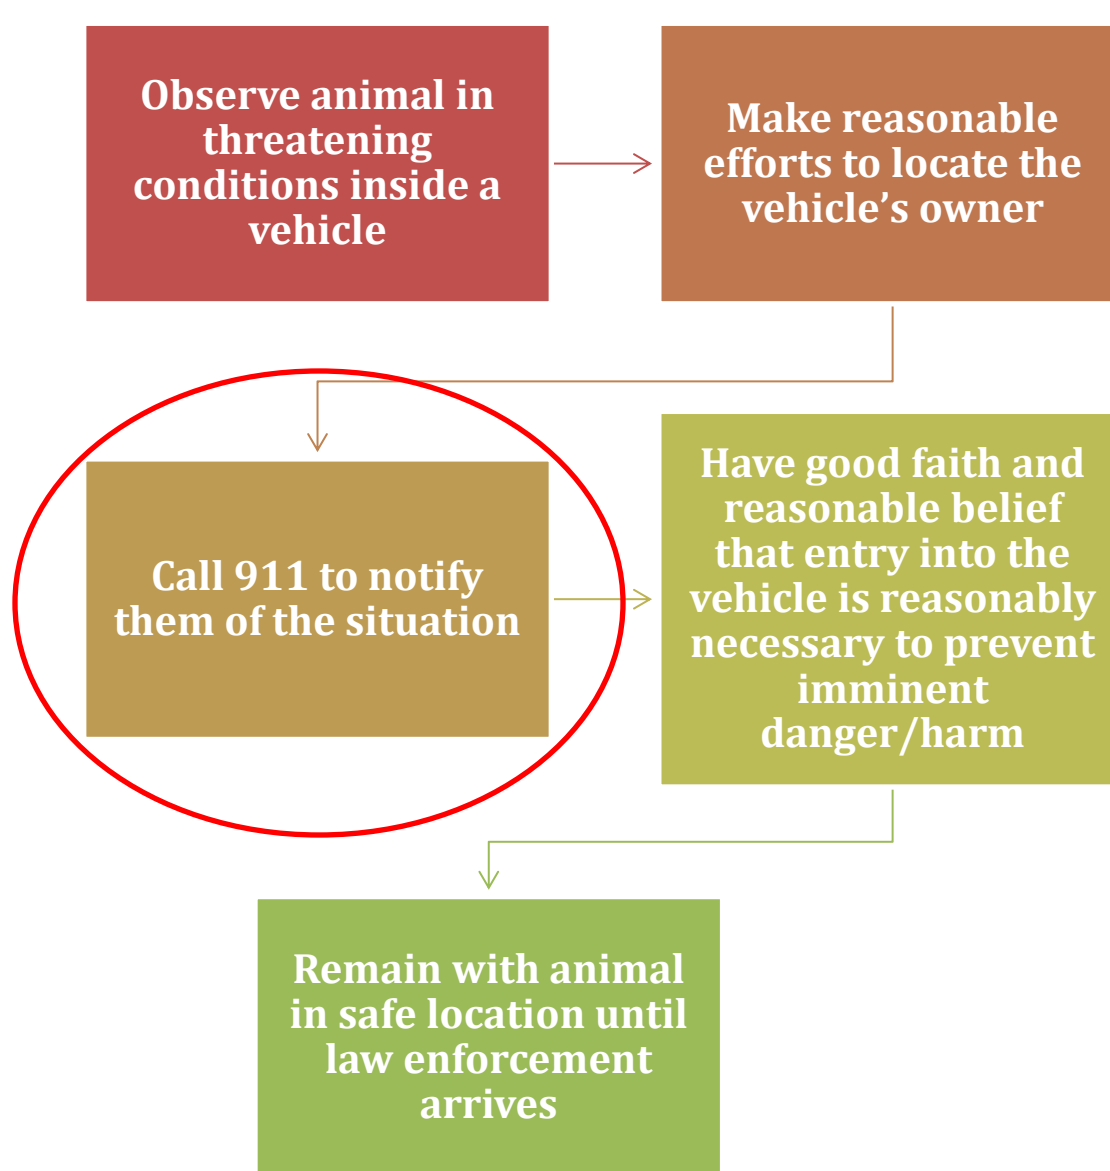 Observe animal in
threatening
conditions inside a
vehicle
Make reasonable
efforts to locate the
vehicle’s owner
Call 911 to notify
them of the situation
Have good faith and
reasonable belief
that entry into the
vehicle is reasonably
necessary to prevent
imminent
danger/harm
Remain with animal
in safe location until
law enforcement
arrives